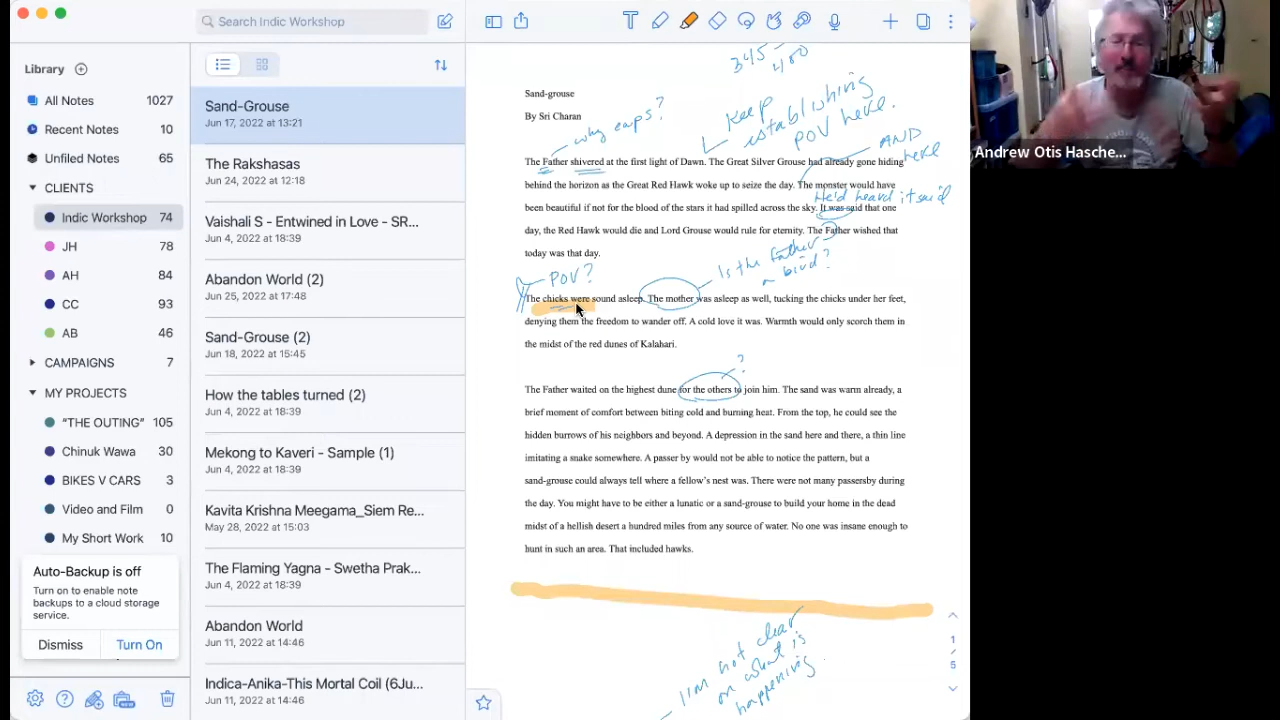 Search Indic Workshop
Library
All Notes 1027
Recent Notes 10
Unfiled Notes 65
CLIENTS
Indic Workshop 74
JH 78
AH 84
CC 93
AB 46
CAMPAIGNS 7
MY PROJECTS
“THE OUTING” 105
Chinuk Wawa 30
BIKES V CARS 3
Video and Film 0
My Short Work 10
Auto-Backup is off
Turn on to enable note
backups to a cloud storage
service.
Dismiss Turn On
Sand-Grouse
Jun 17, 2022 at 13:21
The Rakshasas
Jun 24, 2022 at 12:18
Vaishali S - Entwined in Love - SR...
Jun 4, 2022 at 18:39
Abandon World (2)
Jun 25, 2022 at 17:48
Sand-Grouse (2)
Jun 18, 2022 at 15:45
How the tables turned (2)
Jun 4, 2022 at 18:39
Mekong to Kaveri - Sample (1)
Jun 4, 2022 at 18:39
Kavita Krishna Meegama_Siem Re...
May 28, 2022 at 15:03
The Flaming Yagna - Swetha Prak...
Jun 4, 2022 at 18:39
Abandon World
Jun 11, 2022 at 14:46
Indica-Anika-This Mortal Coil (6Ju...
Jun 11, 2022 at 14:46
T
345 - 400
Sand-grouse
By Sri Charan
why caps?
Keep
establishing
POV here.
AND
here
The Father shivered at the first light of Dawn. The Great Silver Grouse had already gone hiding
behind the horizon as the Great Red Hawk woke up to seize the day. The monster would have
He'd heard it said
been beautiful if not for the blood of the stars it had spilled across the sky. It was said that one
day, the Red Hawk would die and Lord Grouse would rule for eternity. The Father wished that
today was that day.
Is the Father
a bird?
POV?
The chicks were sound asleep. The mother was asleep as well, tucking the chicks under her feet,
denying them the freedom to wander off. A cold love it was. Warmth would only scorch them in
the midst of the red dunes of Kalahari.
?
The Father waited on the highest dune for the others to join him. The sand was warm already, a
brief moment of comfort between biting cold and burning heat. From the top, he could see the
hidden burrows of his neighbors and beyond. A depression in the sand here and there, a thin line
imitating a snake somewhere. A passer by would not be able to notice the pattern, but a
sand-grouse could always tell where a fellow's nest was. There were not many passersby during
the day. You might have to be either a lunatic or a sand-grouse to build your home in the dead
midst of a hellish desert a hundred miles from any source of water. No one was insane enough to
hunt in such an area. That included hawks.
I'm not clear
on what is
happening
1
/
5
Andrew Otis Hasche...